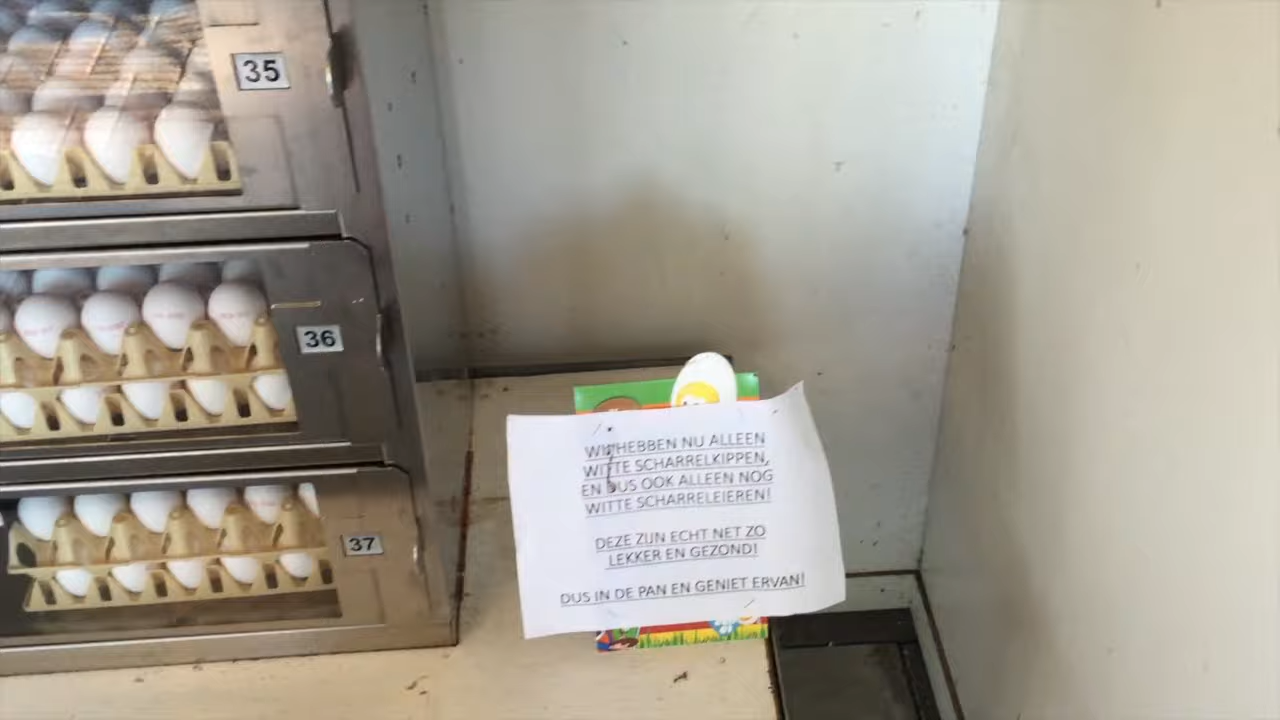 35
36
37
WIJ HEBBEN NU ALLEEN
WITTE SCHARRELKIPPEN,
EN DUS OOK ALLEEN NOG
WITTE SCHARRELEIEREN!
DEZE ZIJN ECHT NET ZO
LEKKER EN GEZOND!
DUS IN DE PAN EN GENIET ERVAN!